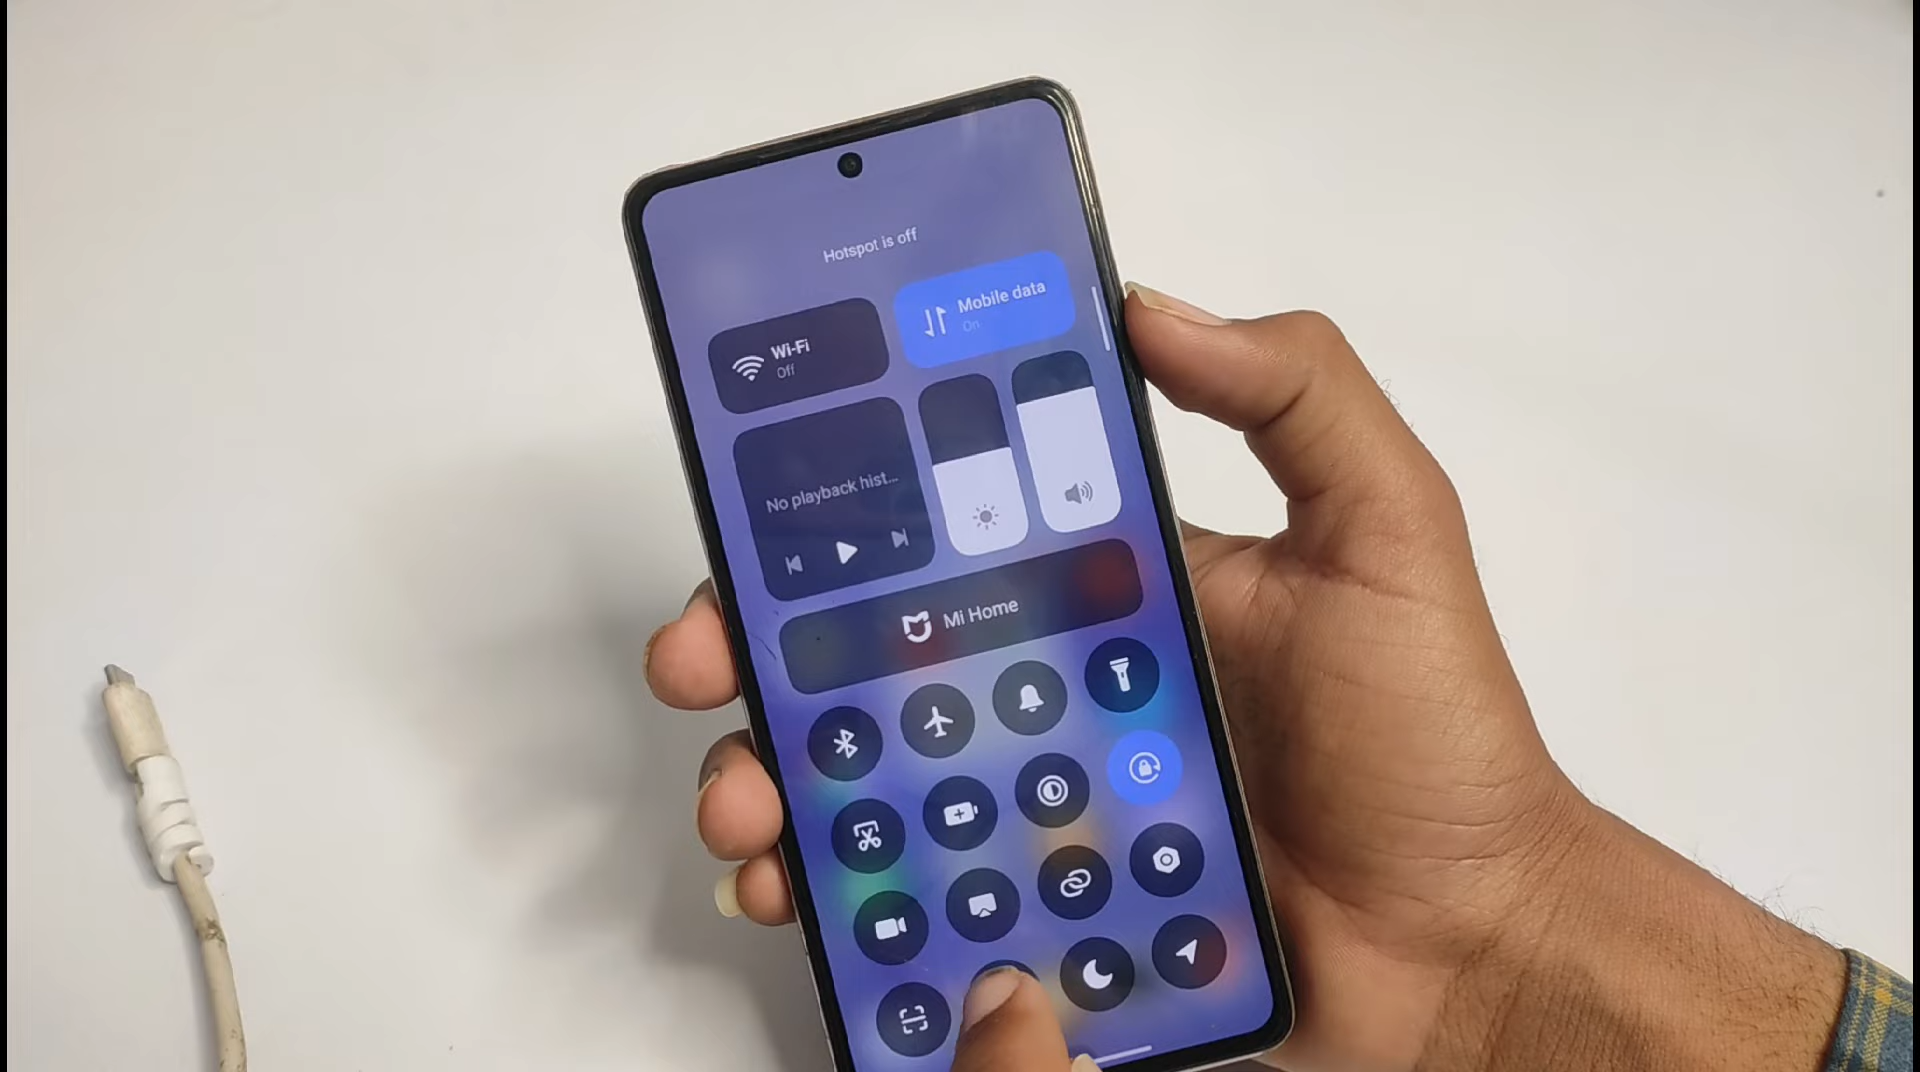 Hotspot is off
Mobile data
On
Wi-Fi
Off
No playback hist...
Mi Home